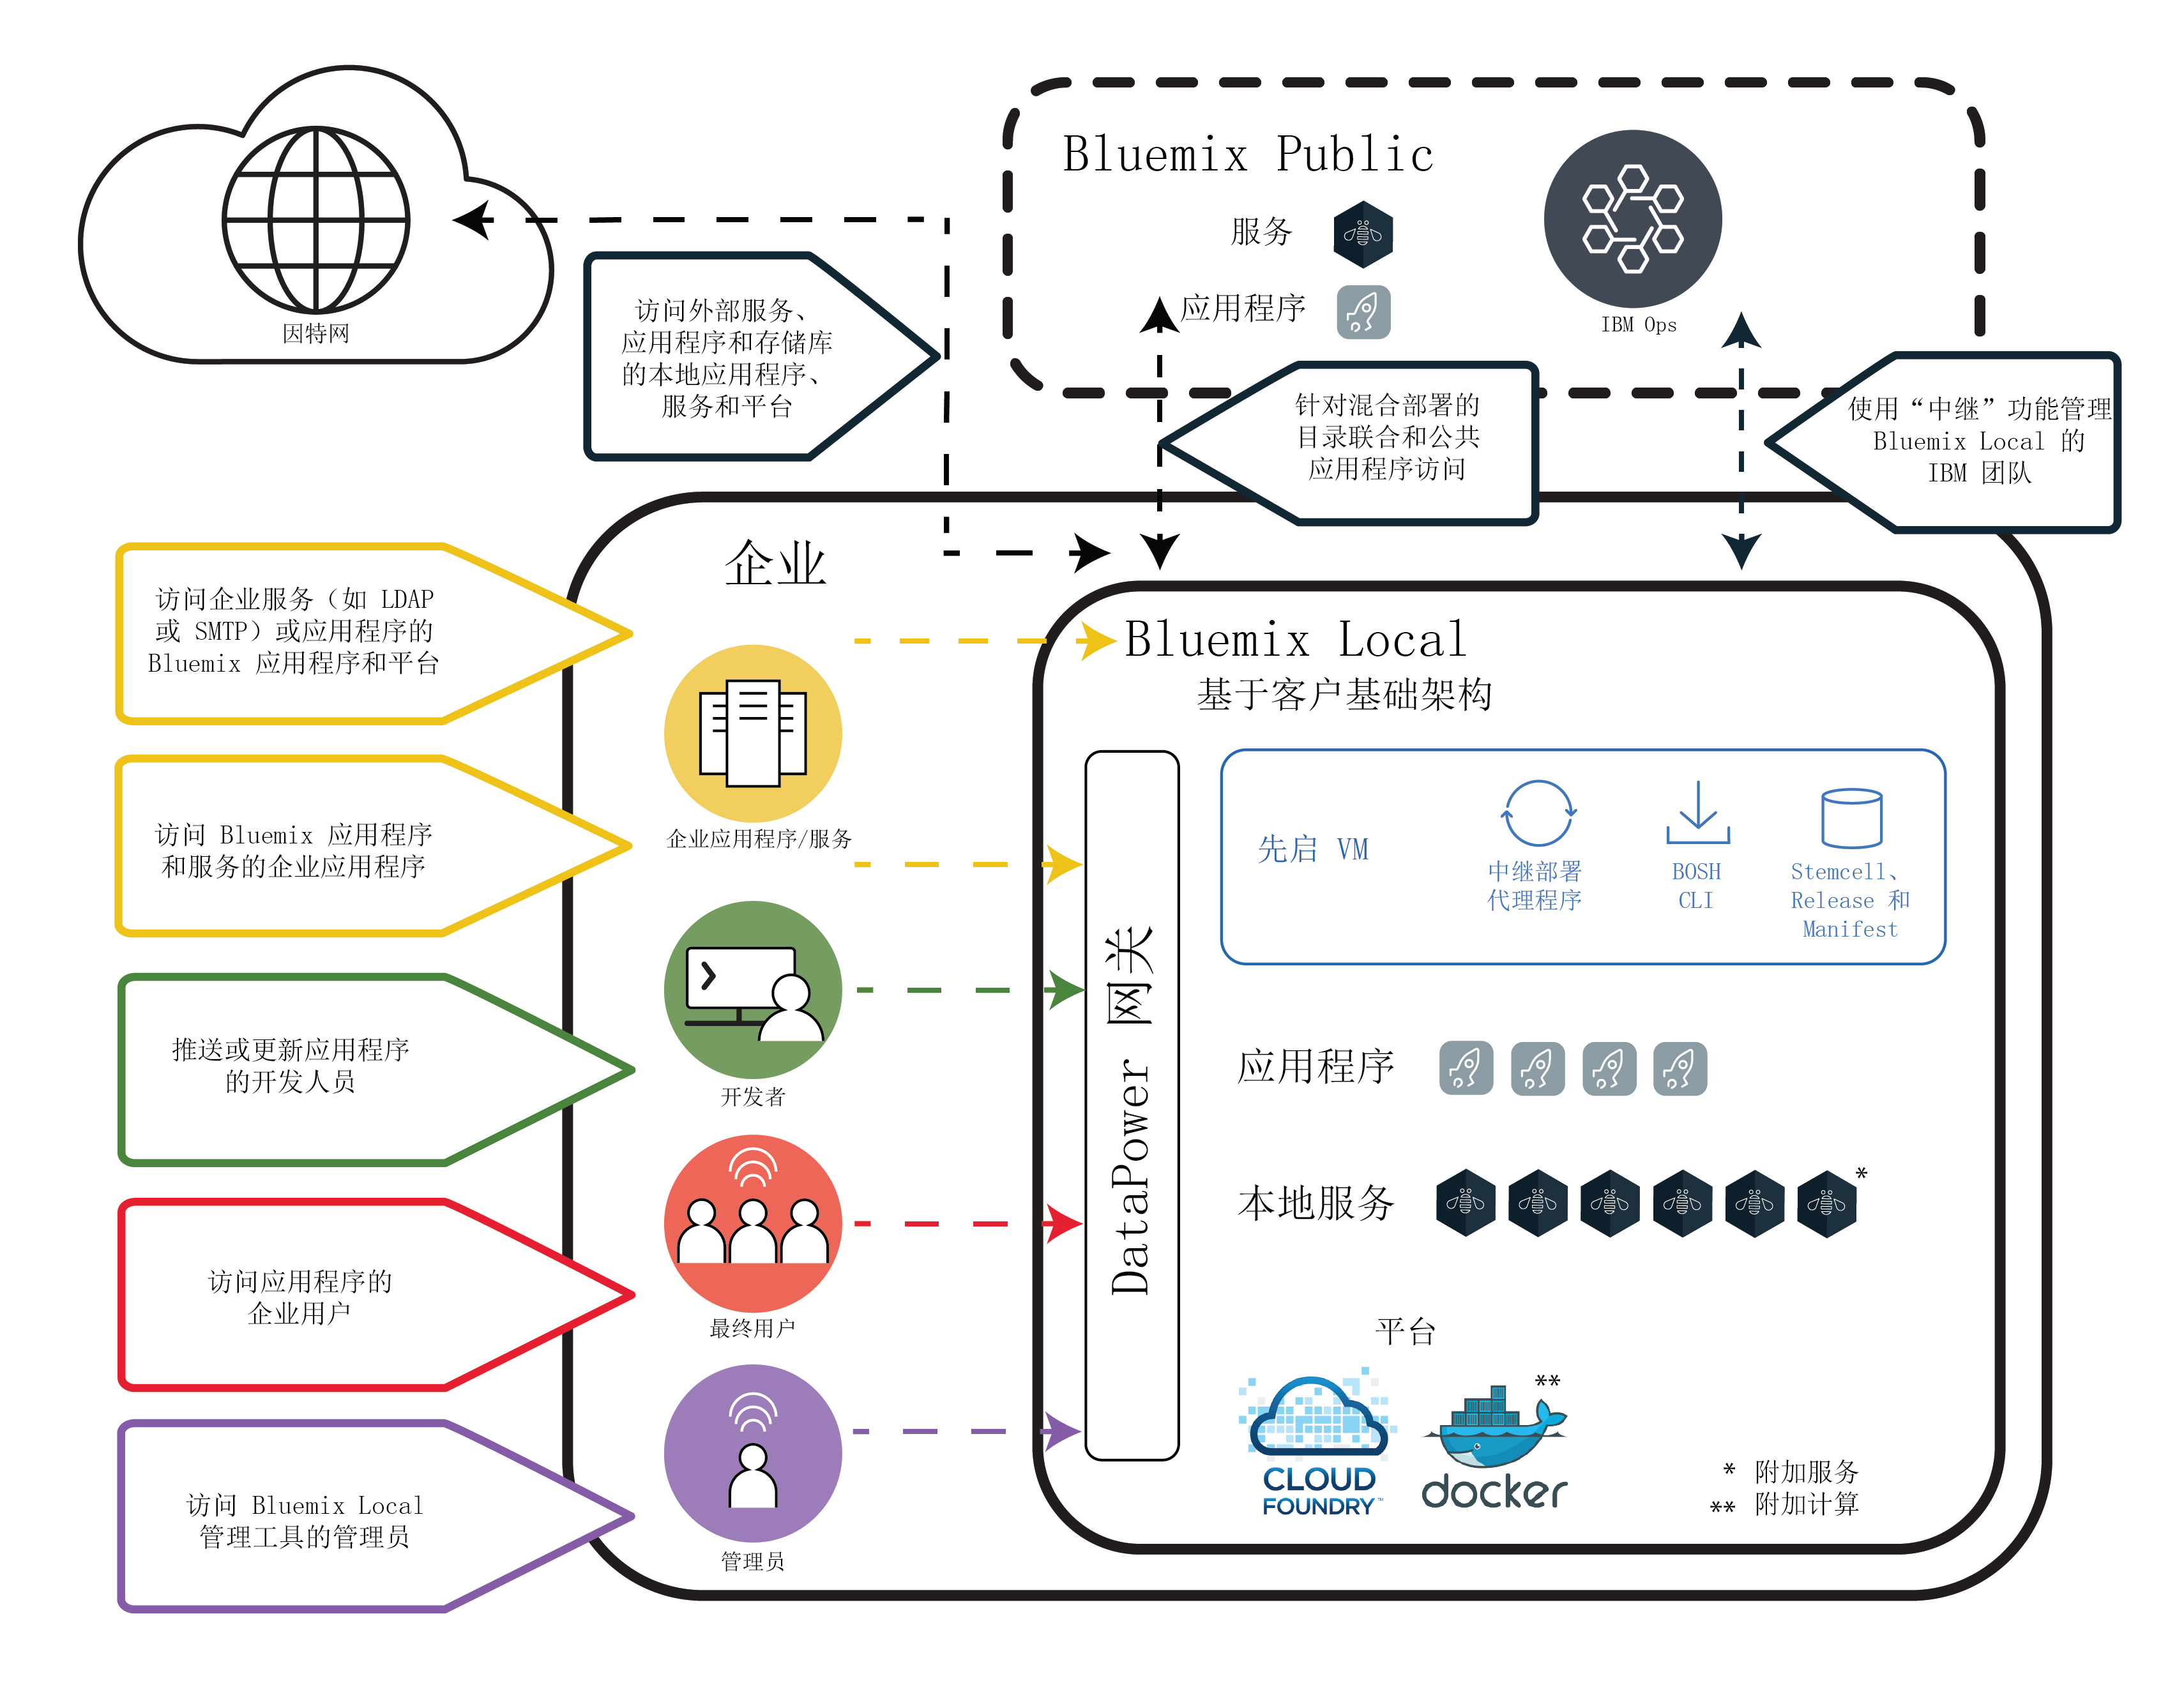 因特网
访问外部服务、
应用程序和存储库
的本地应用程序、
服务和平台
Bluemix Public
服务
应用程序
IBM Ops
针对混合部署的
目录联合和公共
应用程序访问
使用“中继”功能管理
Bluemix Local 的
IBM 团队
企业
访问企业服务（如 LDAP
或 SMTP）或应用程序的
Bluemix 应用程序和平台
访问 Bluemix 应用程序
和服务的企业应用程序
推送或更新应用程序
的开发人员
访问应用程序的
企业用户
访问 Bluemix Local
管理工具的管理员
企业应用程序/服务
开发者
最终用户
管理员
Bluemix Local
基于客户基础架构
DataPower 网关
先启 VM
中继部署
代理程序
BOSH
CLI
Stemcell、
Release 和
Manifest
应用程序
本地服务
*
平台
CLOUD
FOUNDRY™
**
docker
* 附加服务
** 附加计算